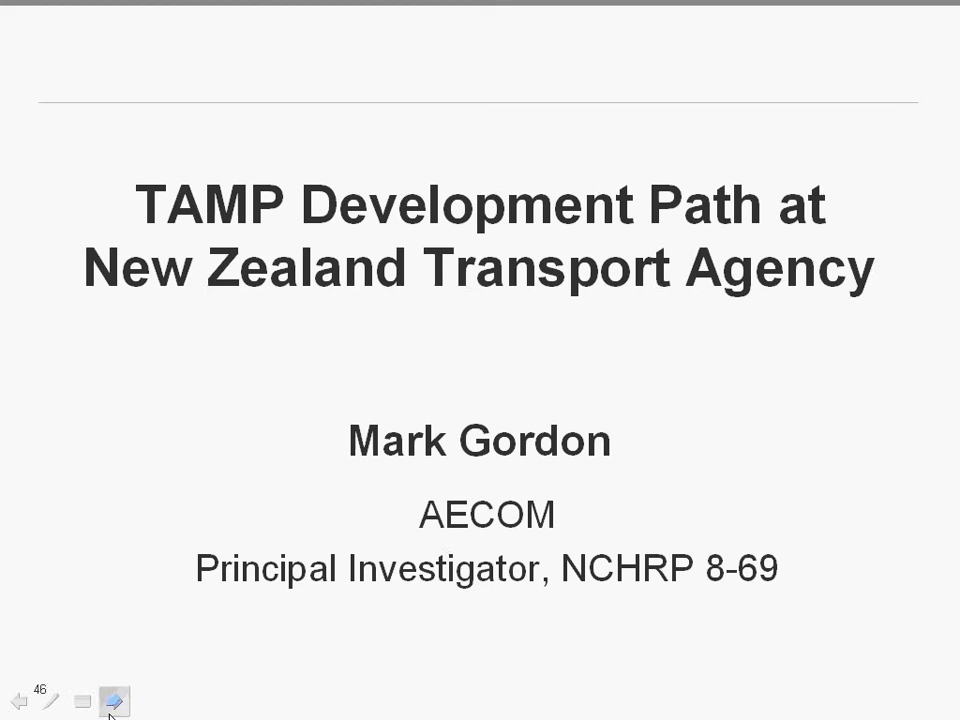 TAMP Development Path at
New Zealand Transport Agency
Mark Gordon
AECOM
Principal Investigator, NCHRP 8-69
46